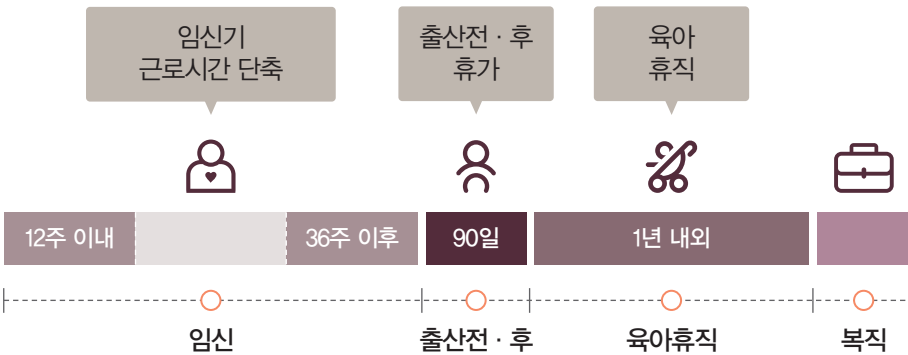 임신기
근로시간 단축
출산전 · 후
휴가
육아
휴직
12주 이내
36주 이후
90일
1년 내외
임신
출산전 · 후
육아휴직
복직